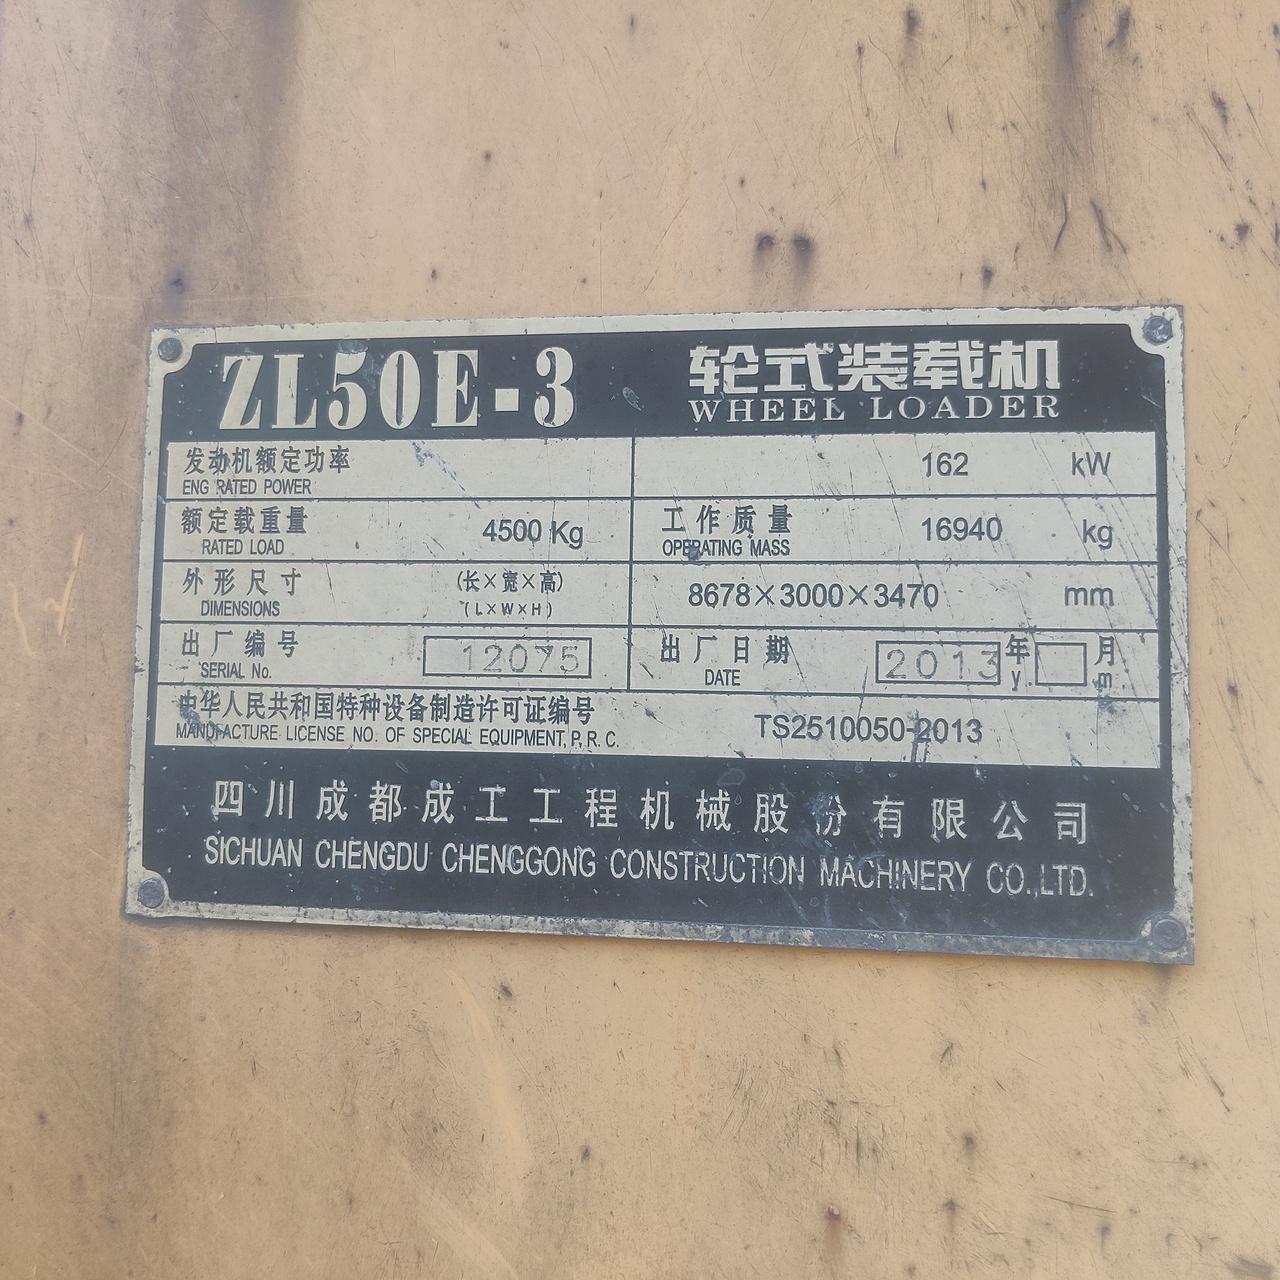 ZL50E-3 轮式装载机
WHEEL LOADER
发动机额定功率 162 kW
ENG RATED POWER
额定载重量 4500 Kg 工作质量 16940 kg
RATED LOAD OPERATING MASS
外形尺寸 (长×宽×高) 8678×3000×3470 mm
DIMENSIONS (L×W×H)
出厂编号 12075 出厂日期 2013 年 月
SERIAL No. DATE y m
中华人民共和国特种设备制造许可证编号 TS2510050-2013
MANUFACTURE LICENSE NO. OF SPECIAL EQUIPMENT, P. R. C.
四川成都成工工程机械股份有限公司
SICHUAN CHENGDU CHENGGONG CONSTRUCTION MACHINERY CO.,LTD.